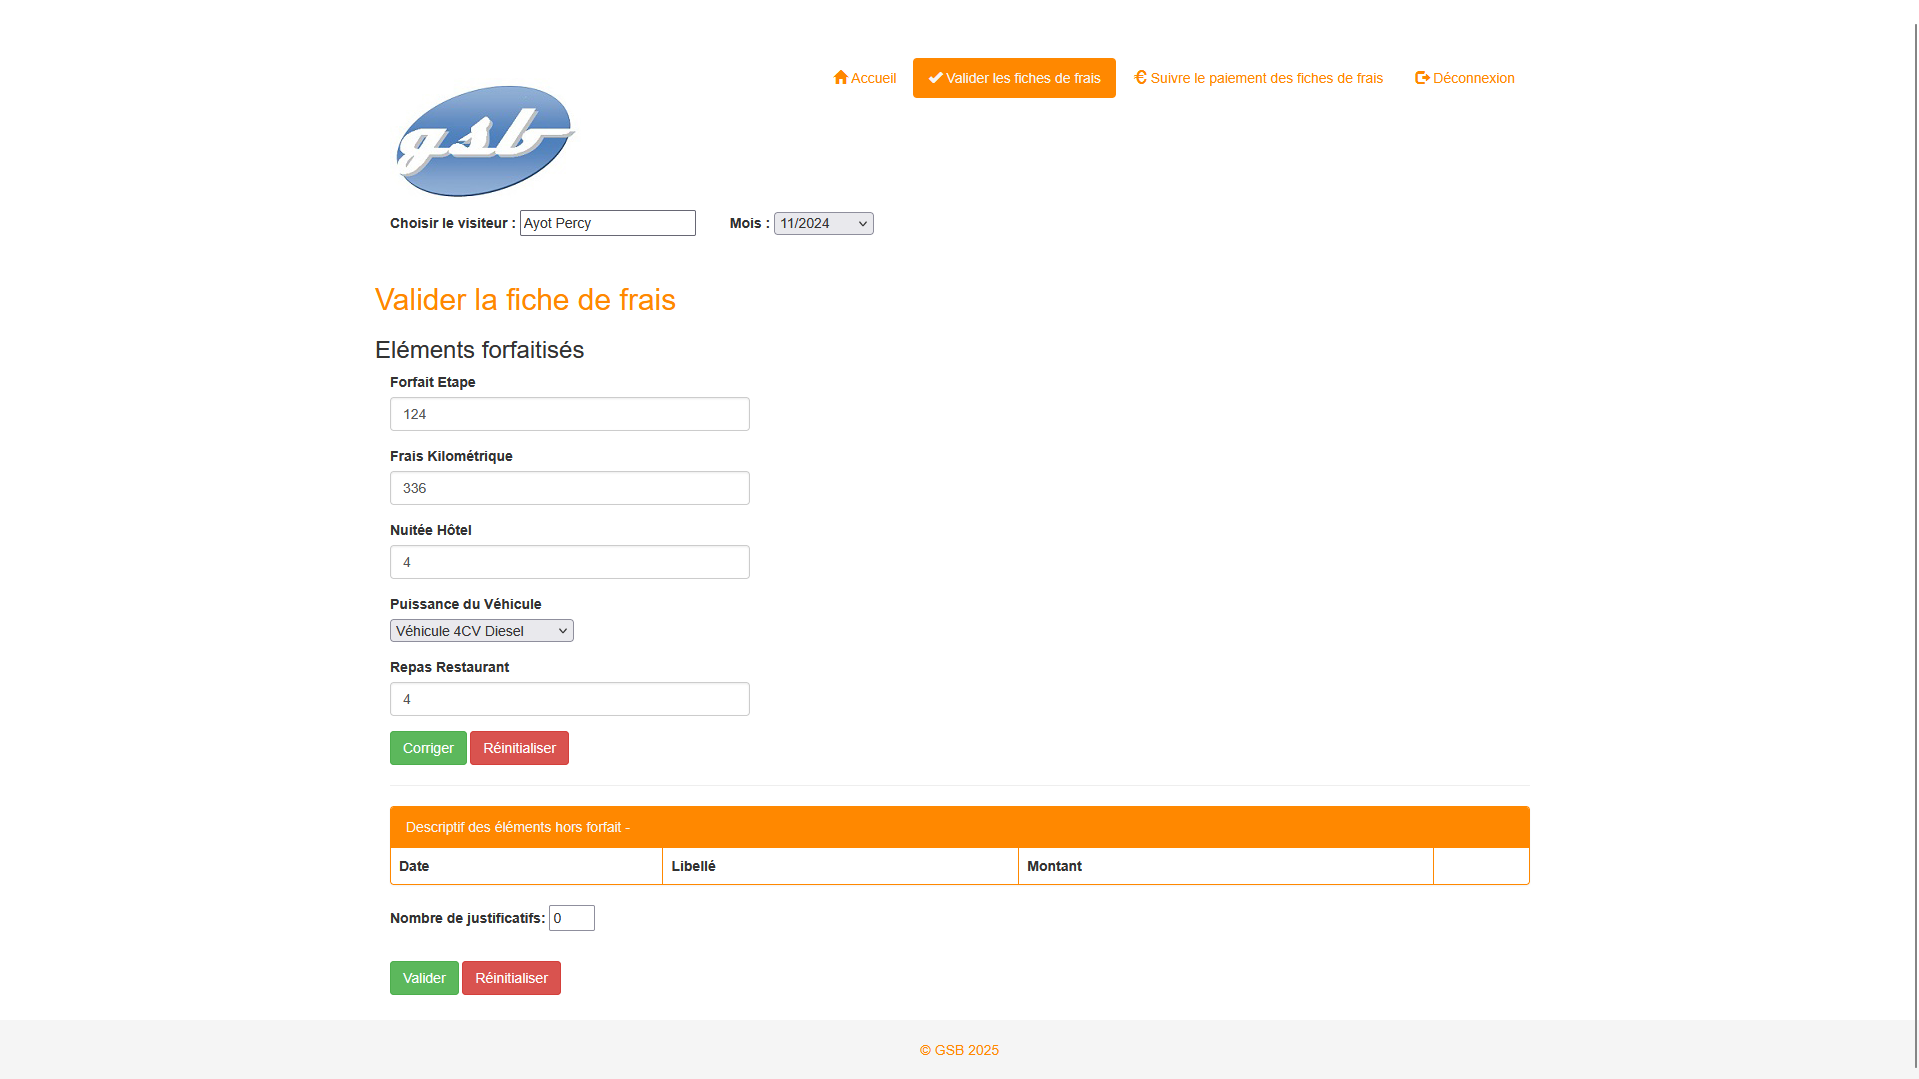 Accueil Valider les fiches de frais € Suivre le paiement des fiches de frais Déconnexion
gsb
Choisir le visiteur : Ayot Percy Mois : 11/2024
Valider la fiche de frais
Eléments forfaitisés
Forfait Etape
124
Frais Kilométrique
336
Nuitée Hôtel
4
Puissance du Véhicule
Véhicule 4CV Diesel
Repas Restaurant
4
Corriger Réinitialiser
Descriptif des éléments hors forfait -
Date Libellé Montant
Nombre de justificatifs: 0
Valider Réinitialiser
© GSB 2025